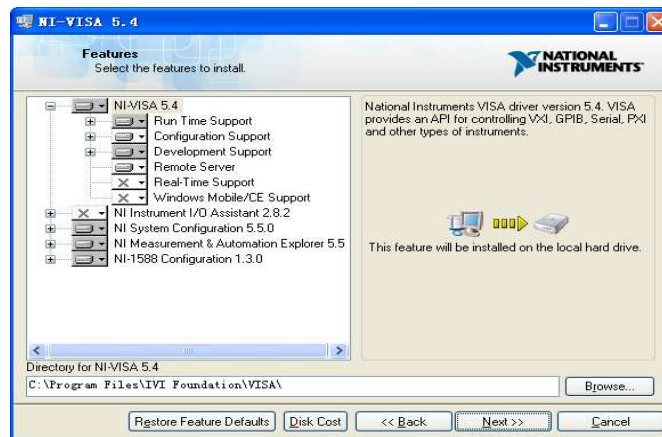 NI-VISA 5.4
Features
Select the features to install.
NATIONAL
INSTRUMENTS
NI-VISA 5.4
Run Time Support
Configuration Support
Development Support
Remote Server
Real-Time Support
Windows Mobile/CE Support
NI Instrument I/O Assistant 2.8.2
NI System Configuration 5.5.0
NI Measurement & Automation Explorer 5.5
NI-1588 Configuration 1.3.0
National Instruments VISA driver version 5.4. VISA
provides an API for controlling VXI, GPIB, Serial, PXI
and other types of instruments.
This feature will be installed on the local hard drive.
Directory for NI-VISA 5.4
C:\Program Files\IVI Foundation\VISA\
Browse...
Restore Feature Defaults
Disk Cost
<< Back
Next >>
Cancel